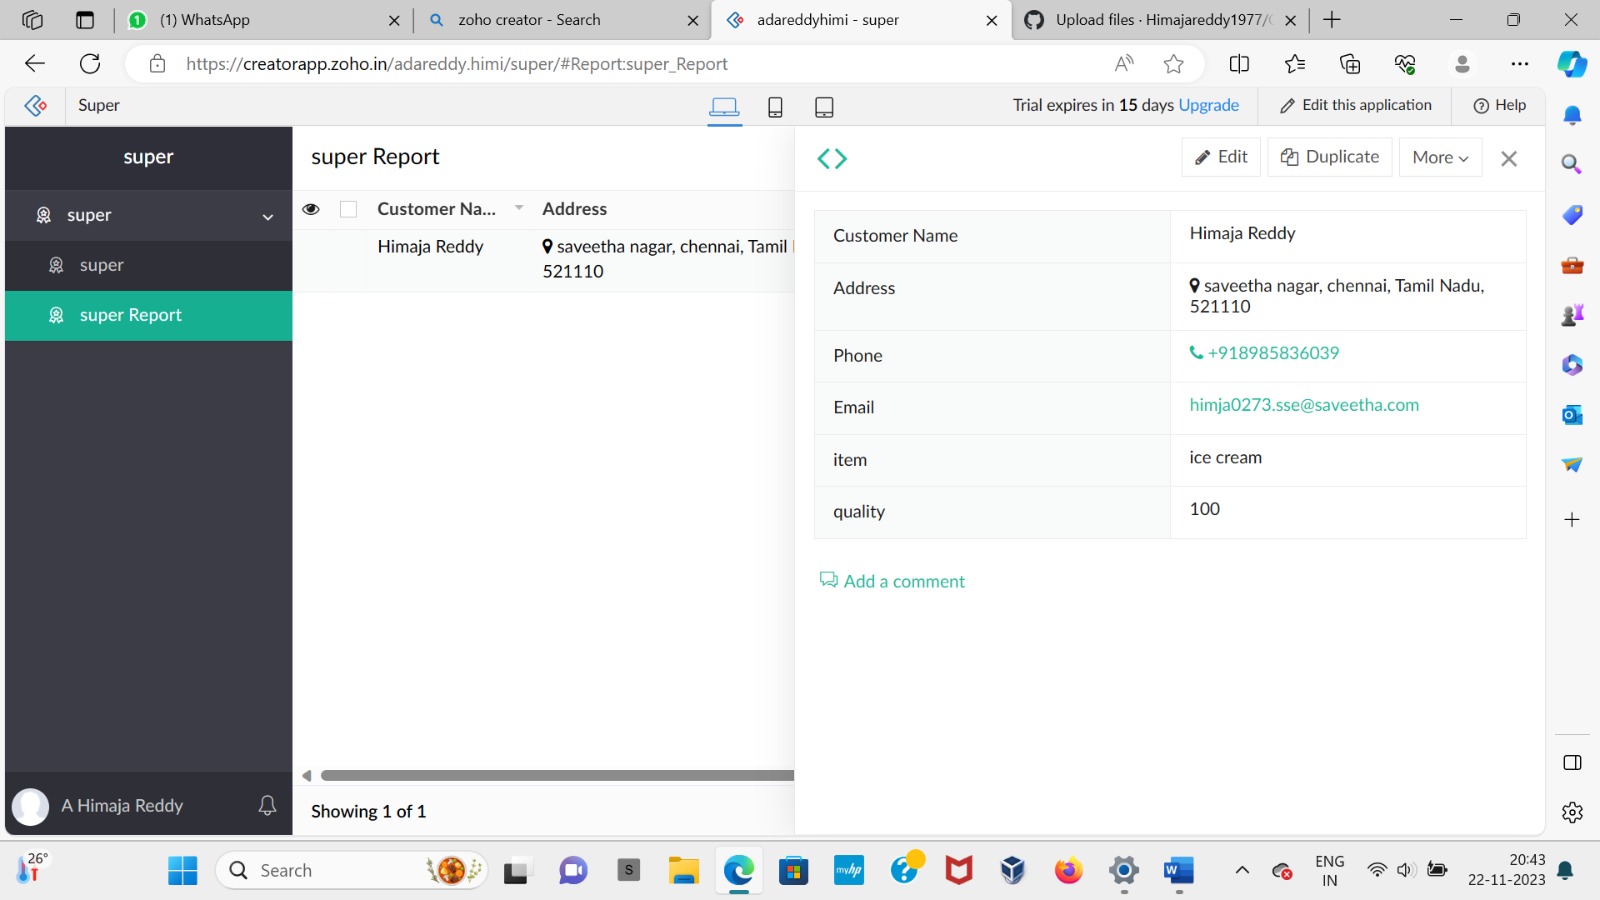 (1) WhatsApp
zoho creator - Search
adareddyhimi - super
Upload files · Himajareddy1977/
https://creatorapp.zoho.in/adareddy.himi/super/#Report:super_Report
Super
Trial expires in 15 days Upgrade
Edit this application
Help
super
super
super
super Report
A Himaja Reddy
super Report
Customer Na...
Address
Himaja Reddy
saveetha nagar, chennai, Tamil
521110
Showing 1 of 1
Edit
Duplicate
More
Customer Name
Himaja Reddy
Address
saveetha nagar, chennai, Tamil Nadu,
521110
Phone
+918985836039
Email
himja0273.sse@saveetha.com
item
ice cream
quality
100
Add a comment
26°
Search
S
myhp
ENG
IN
20:43
22-11-2023